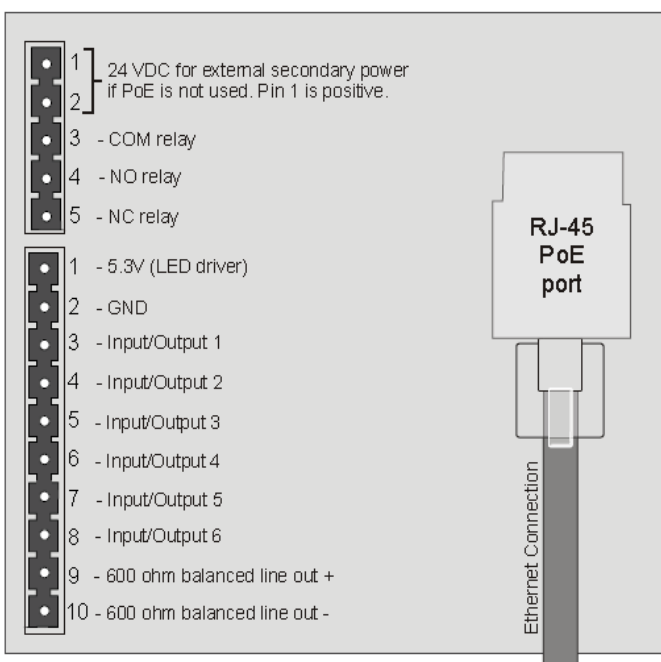 1
24 VDC for external secondary power
2
if PoE is not used. Pin 1 is positive.
3 - COM relay
4 - NO relay
5 - NC relay
1 - 5.3V (LED driver)
2 - GND
3 - Input/Output 1
4 - Input/Output 2
5 - Input/Output 3
6 - Input/Output 4
7 - Input/Output 5
8 - Input/Output 6
9 - 600 ohm balanced line out +
10 - 600 ohm balanced line out -
RJ-45
PoE
port
Ethernet Connection